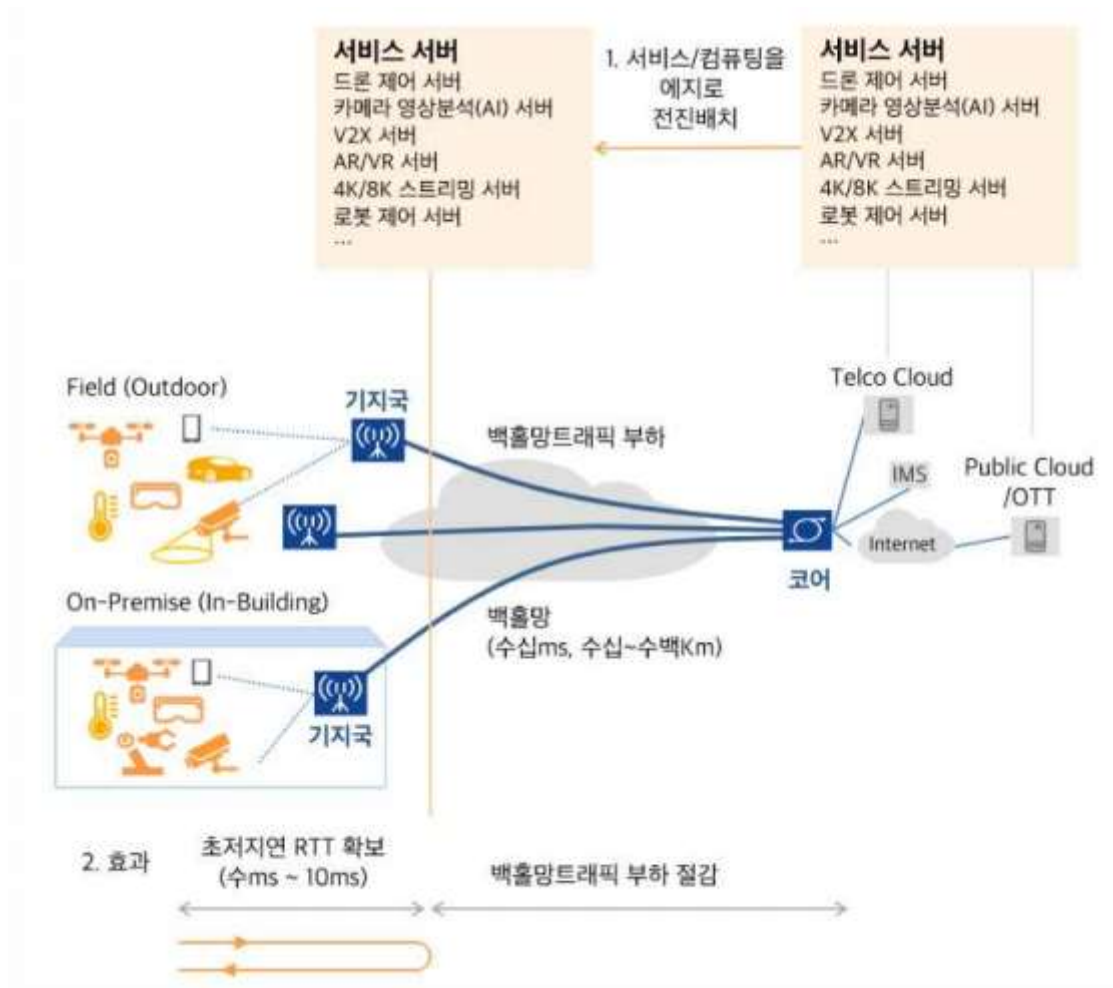 서비스 서버
드론 제어 서버
카메라 영상분석(AI) 서버
V2X 서버
AR/VR 서버
4K/8K 스트리밍 서버
로봇 제어 서버
...
1. 서비스/컴퓨팅을
에지로
전진배치
서비스 서버
드론 제어 서버
카메라 영상분석(AI) 서버
V2X 서버
AR/VR 서버
4K/8K 스트리밍 서버
로봇 제어 서버
...
Field (Outdoor)
기지국
백홀망트래픽 부하
Telco Cloud
IMS
Public Cloud
/OTT
Internet
코어
On-Premise (In-Building)
백홀망
(수십ms, 수십~수백Km)
기지국
2. 효과
초저지연 RTT 확보
(수ms ~ 10ms)
백홀망트래픽 부하 절감